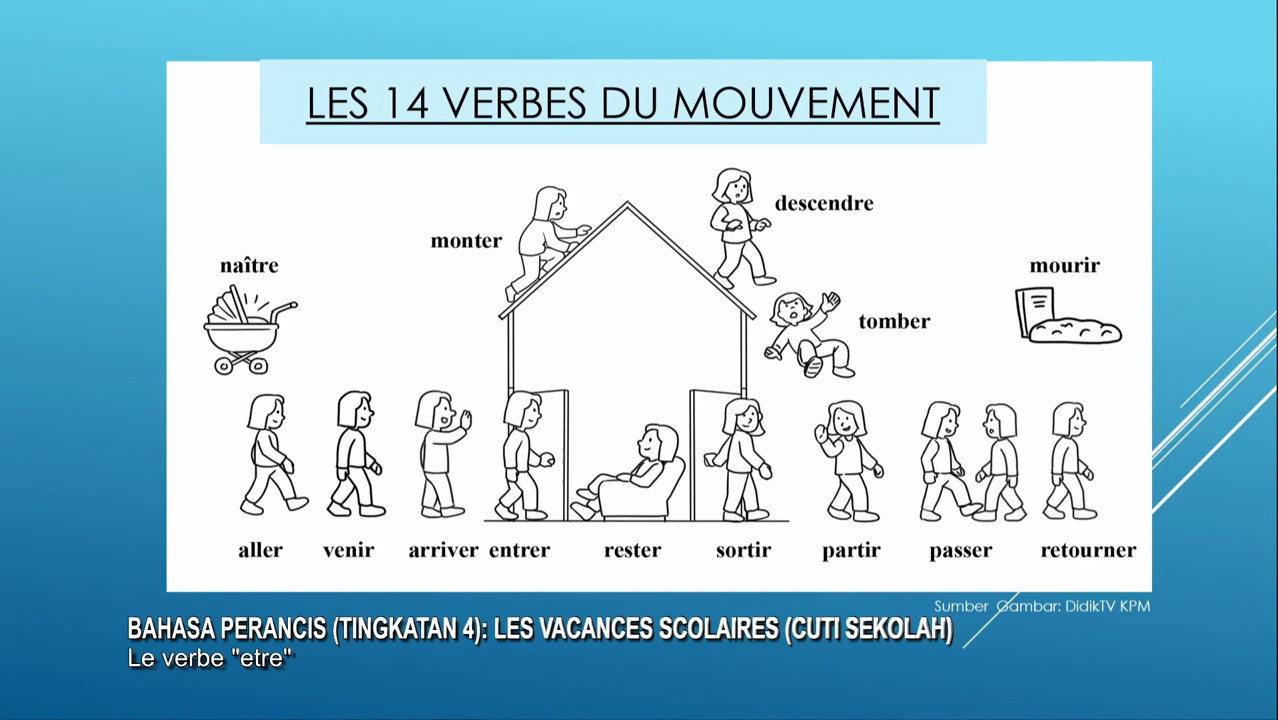 LES 14 VERBES DU MOUVEMENT
descendre
monter
naître
mourir
tomber
aller venir arriver entrer rester sortir partir passer retourner
Sumber Gambar: DidikTV KPM
BAHASA PERANCIS (TINGKATAN 4): LES VACANCES SCOLAIRES (CUTI SEKOLAH)
Le verbe "etre"